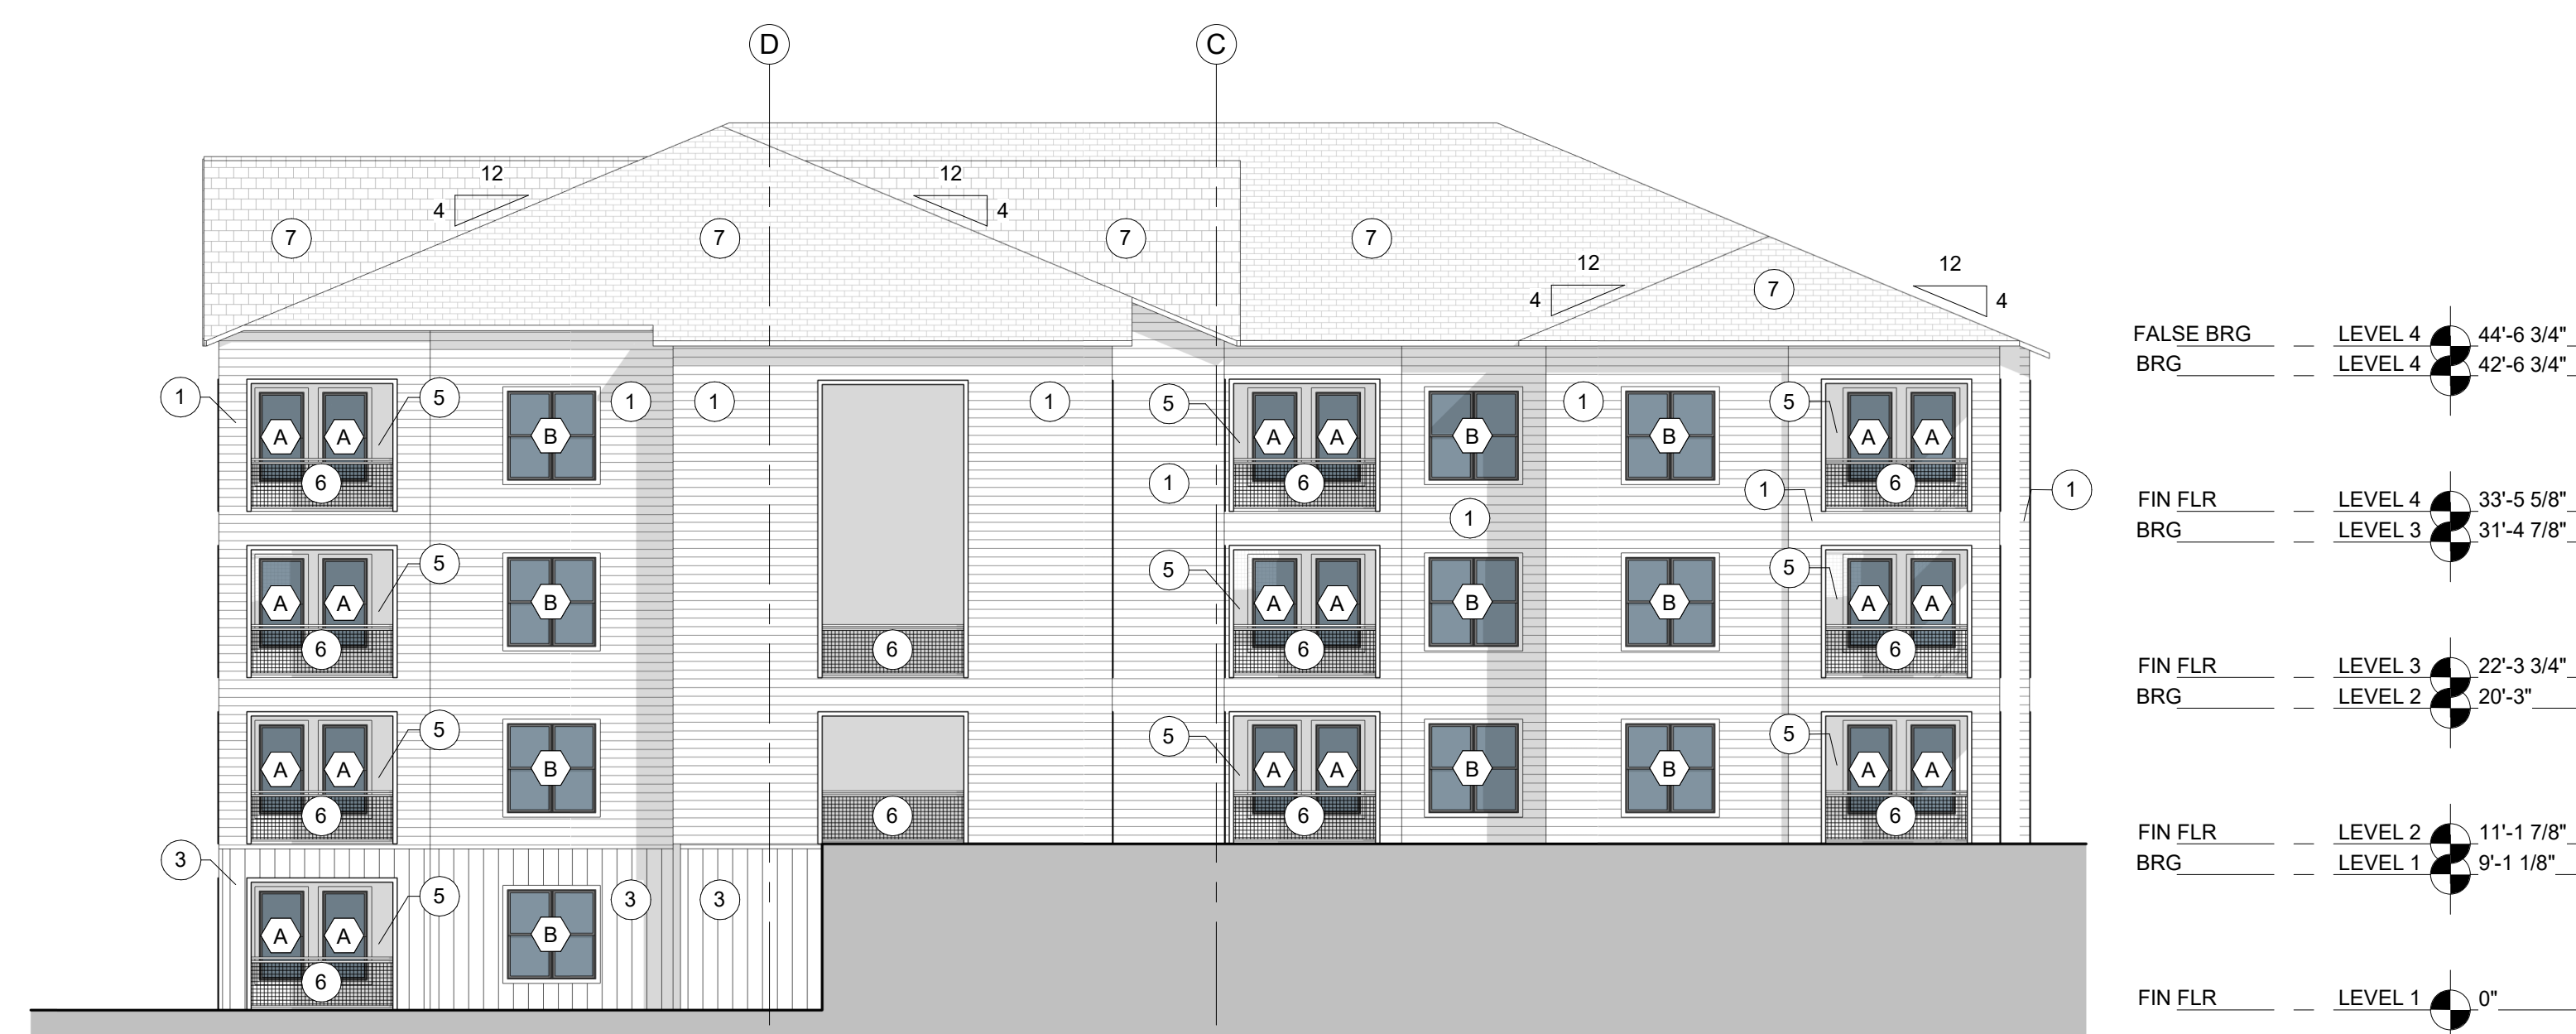 D C
12 12
4 4
7 7 7 7
12 12
4 7 4
FALSE BRG LEVEL 4 44'-6 3/4"
BRG LEVEL 4 42'-6 3/4"
1 5 1 1 1 5 1 5
A A B A A B B A A
6 1 6 1 6 1
FIN FLR LEVEL 4 33'-5 5/8"
1
BRG LEVEL 3 31'-4 7/8"
5 5 5
A A B A A B B A A
6 6 6 6
FIN FLR LEVEL 3 22'-3 3/4"
BRG LEVEL 2 20'-3"
5 5 5
A A B A A B B A A
6 6 6 6
FIN FLR LEVEL 2 11'-1 7/8"
3
BRG LEVEL 1 9'-1 1/8"
5 3 3
A A B
6
FIN FLR LEVEL 1 0"